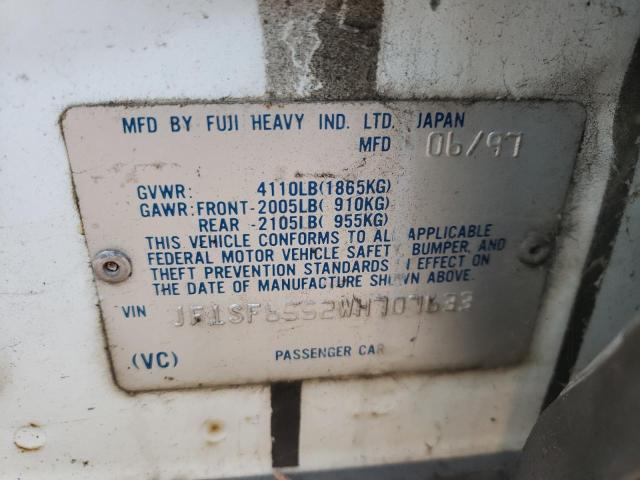 MFD BY FUJI HEAVY IND. LTD. JAPAN
MFD 06/97
GVWR: 4110LB(1865KG)
GAWR:FRONT-2005LB( 910KG)
REAR -2105LB( 955KG)
THIS VEHICLE CONFORMS TO ALL APPLICABLE
FEDERAL MOTOR VEHICLE SAFETY, BUMPER, AND
THEFT PREVENTION STANDARDS IN EFFECT ON
THE DATE OF MANUFACTURE SHOWN ABOVE.
VIN JF1SF6552WH707633
(VC) PASSENGER CAR